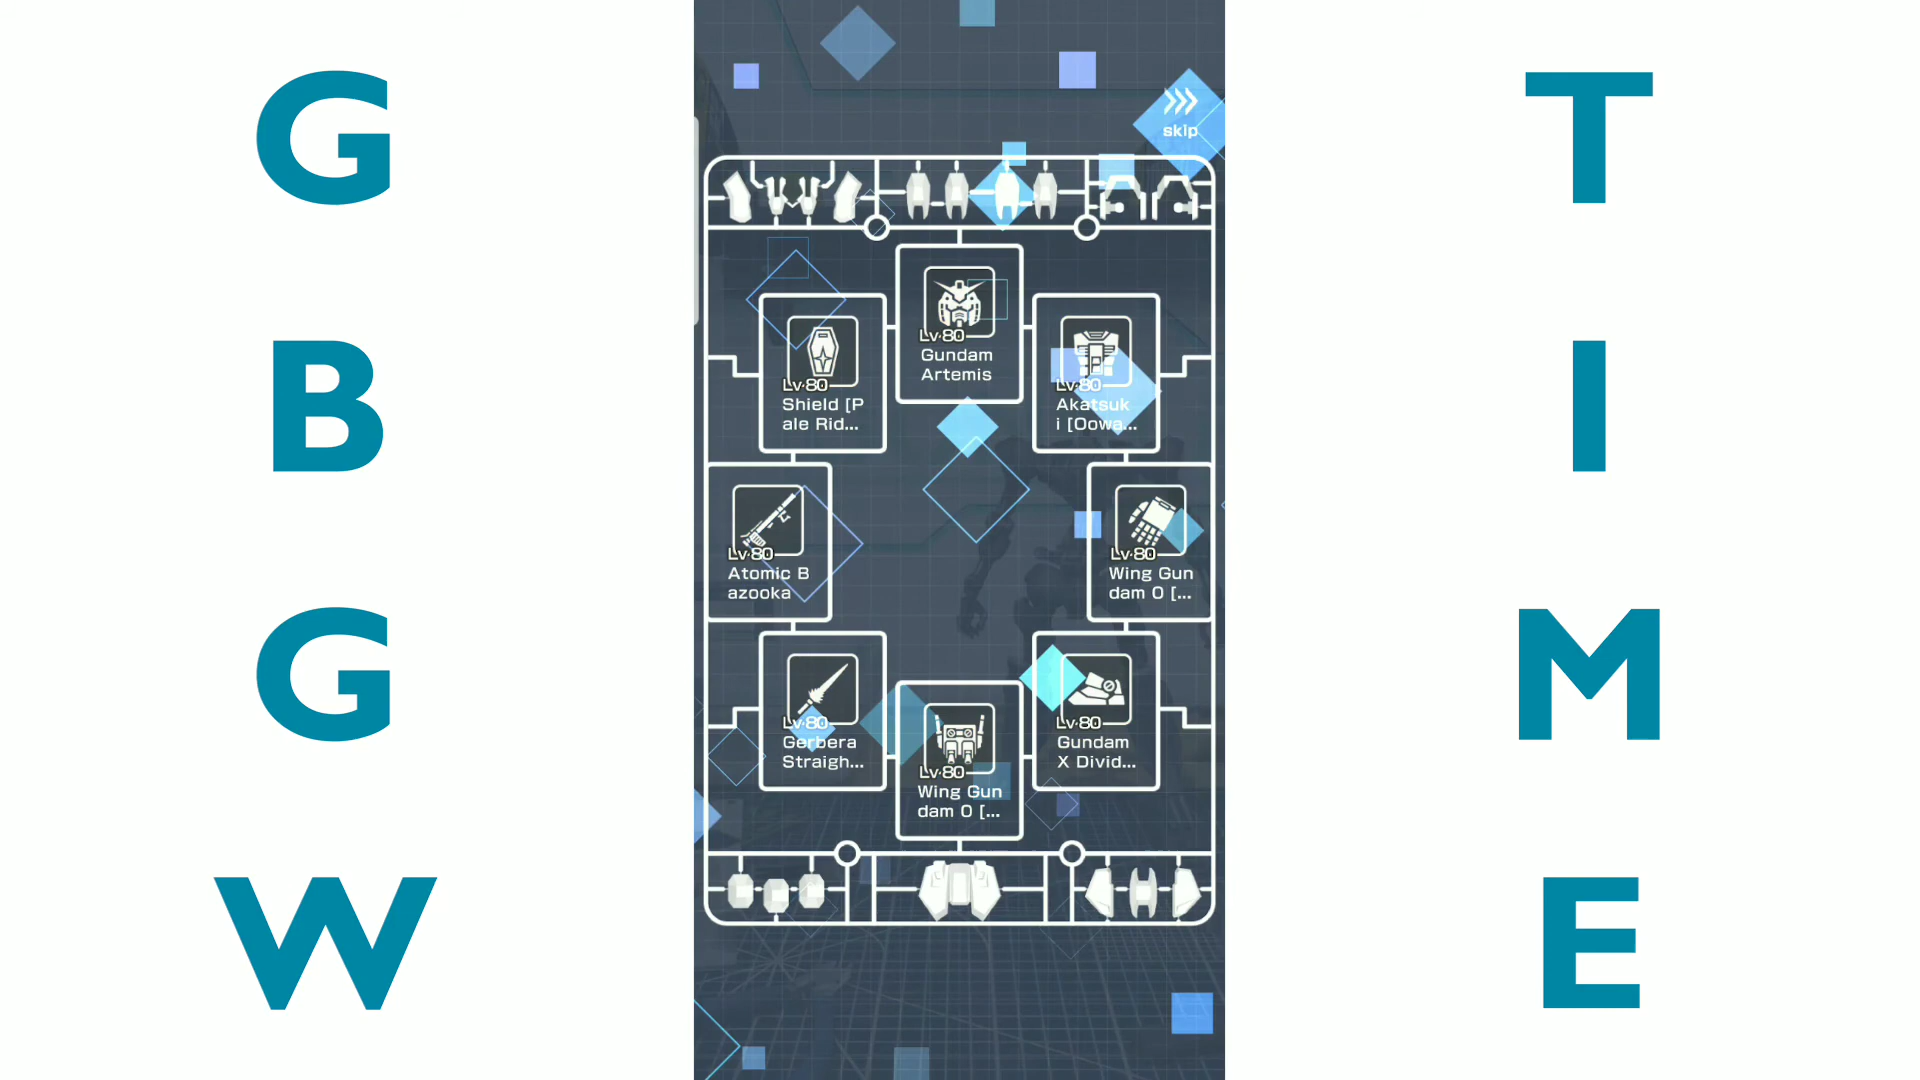 G
B
G
W
skip
Lv.80
Gundam
Artemis
Lv.80
Shield [P
ale Rid...
Lv.80
Akatsuk
i [Oowa...
Lv.80
Atomic B
azooka
Lv.80
Wing Gun
dam 0 [...
Lv.80
Gerbera
Straigh...
Lv.80
Wing Gun
dam 0 [...
Lv.80
Gundam
X Divid...
T
I
M
E